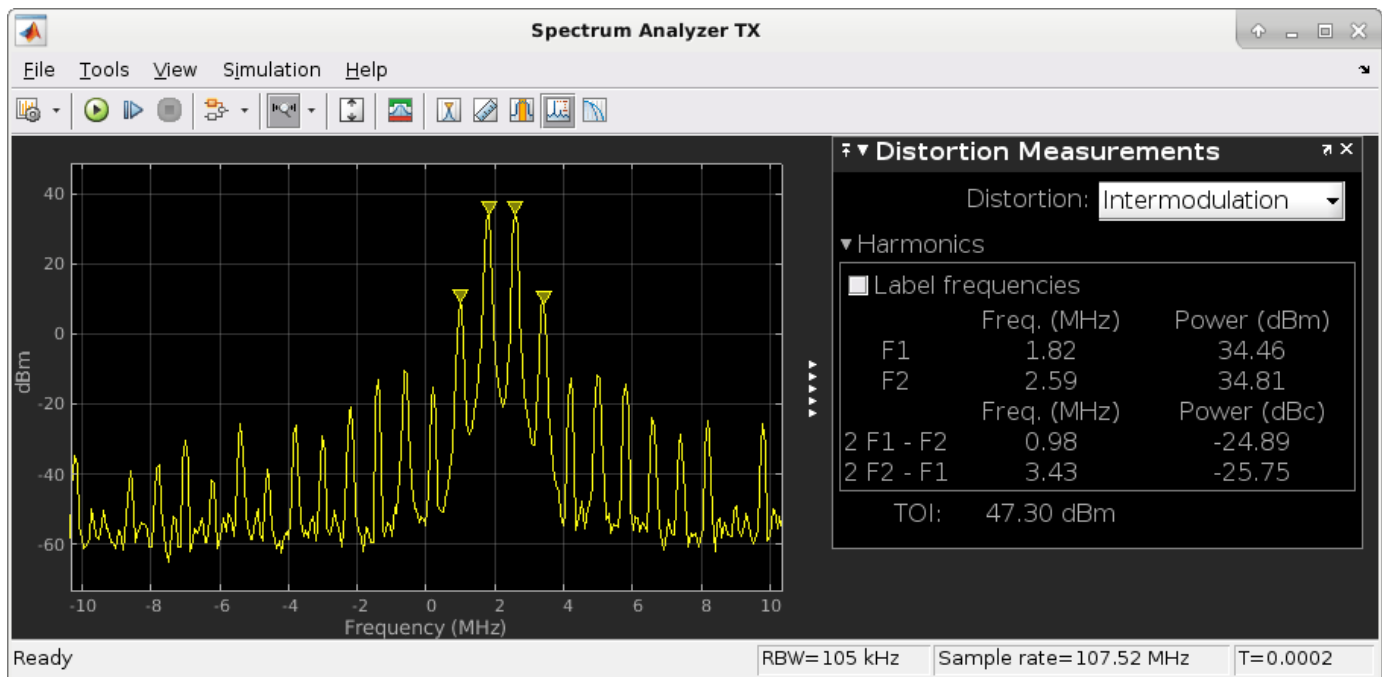 Spectrum Analyzer TX
File Tools View Simulation Help
Distortion Measurements
Distortion: Intermodulation
Harmonics
Label frequencies
Freq. (MHz) Power (dBm)
F1 1.82 34.46
F2 2.59 34.81
Freq. (MHz) Power (dBc)
2 F1 - F2 0.98 -24.89
2 F2 - F1 3.43 -25.75
TOI: 47.30 dBm
40
20
0
-20
-40
-60
dBm
-10 -8 -6 -4 -2 0 2 4 6 8 10
Frequency (MHz)
Ready RBW=105 kHz Sample rate=107.52 MHz T=0.0002